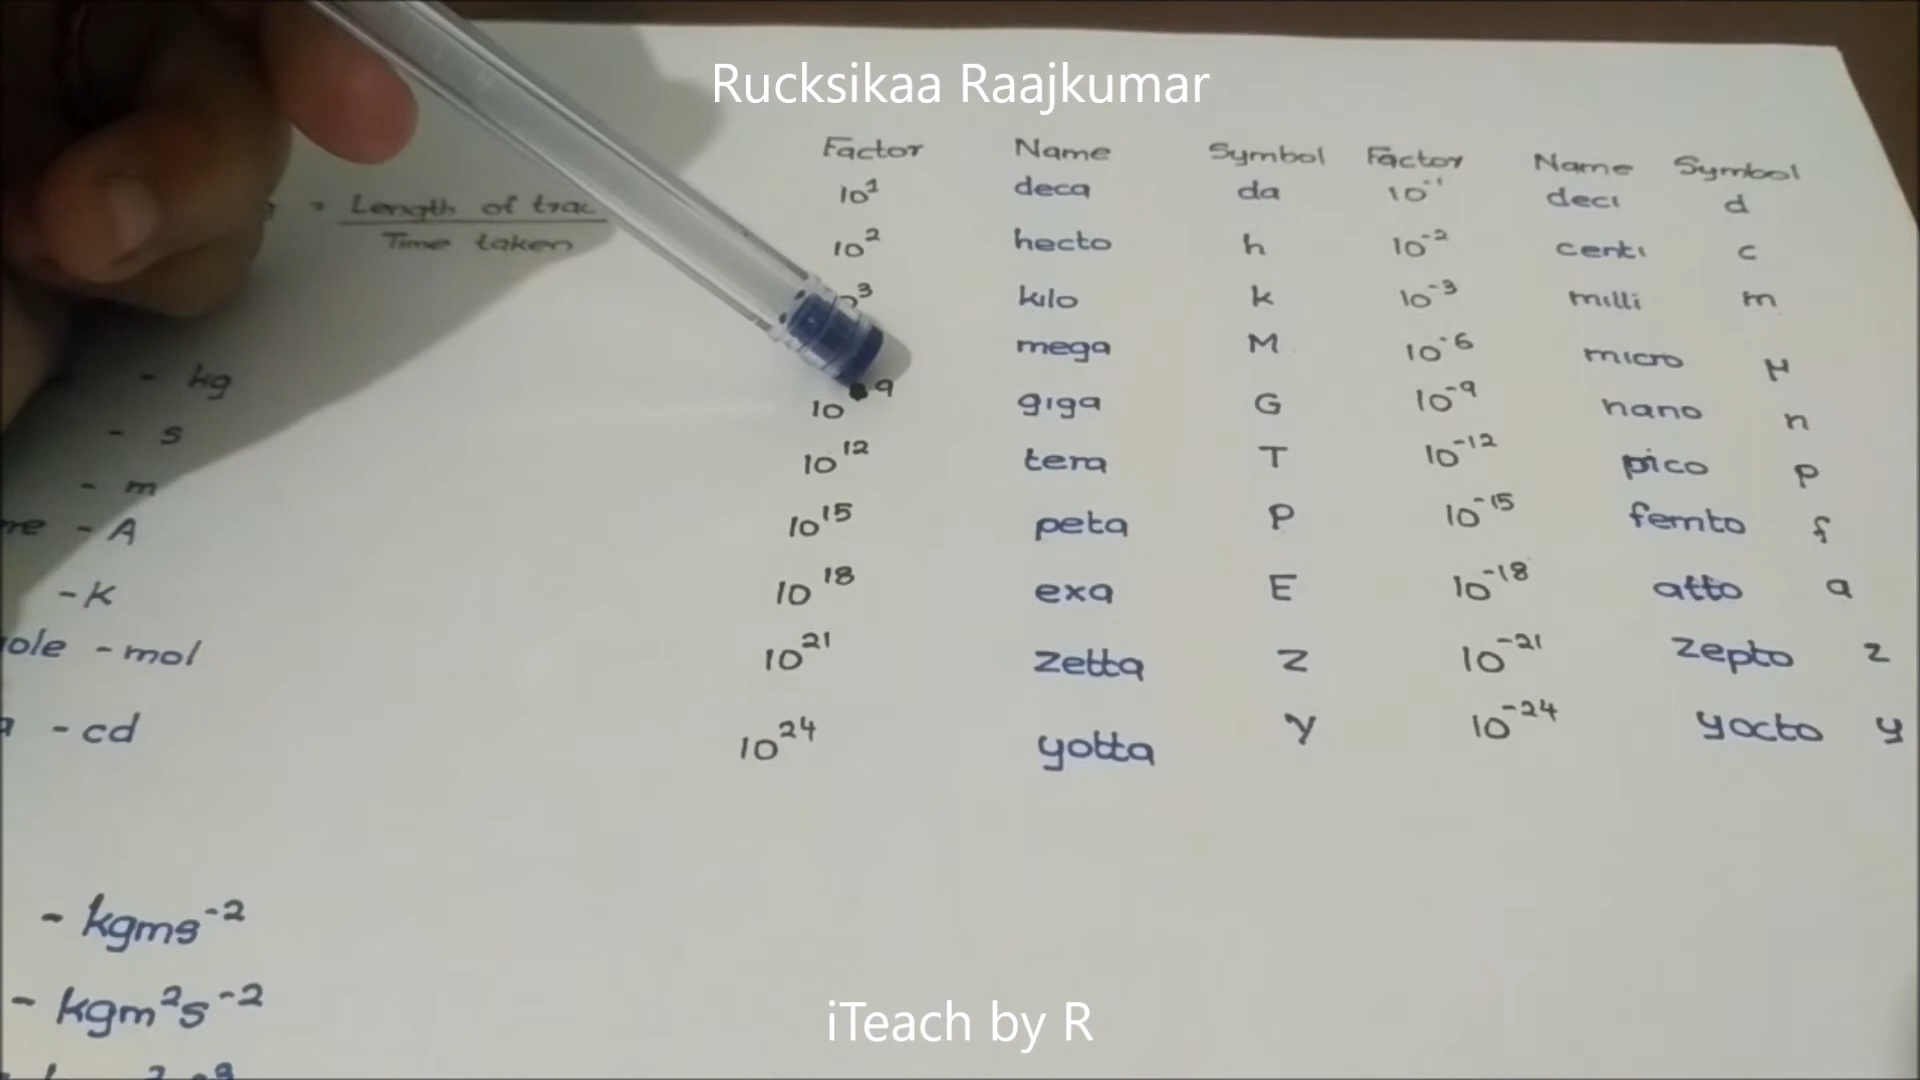 Rucksikaa Raajkumar
Factor Name Symbol Factor Name Symbol
10¹ deca da 10⁻¹ deci d
10² hecto h 10⁻² centi c
3 kilo k 10⁻³ milli m
mega M 10⁻⁶ micro μ
10⁹ giga G 10⁻⁹ nano n
10¹² tera T 10⁻¹² pico p
10¹⁵ peta P 10⁻¹⁵ femto f
10¹⁸ exa E 10⁻¹⁸ atto a
10²¹ zetta Z 10⁻²¹ zepto z
10²⁴ yotta Y 10⁻²⁴ yocto y
Length of trac
Time taken
- kg
- s
- m
re - A
- K
ole - mol
a - cd
- kgms⁻²
- kgm²s⁻²
iTeach by R